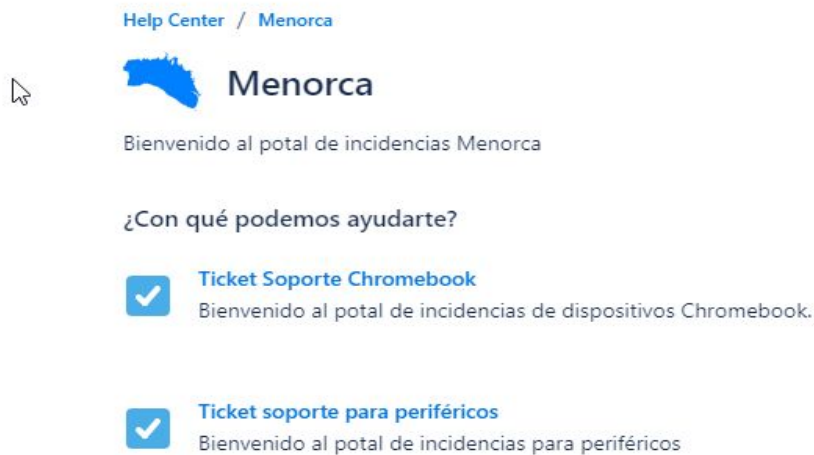 Help Center / Menorca
Menorca
Bienvenido al potal de incidencias Menorca
¿Con qué podemos ayudarte?
Ticket Soporte Chromebook
Bienvenido al potal de incidencias de dispositivos Chromebook.
Ticket soporte para periféricos
Bienvenido al potal de incidencias para periféricos